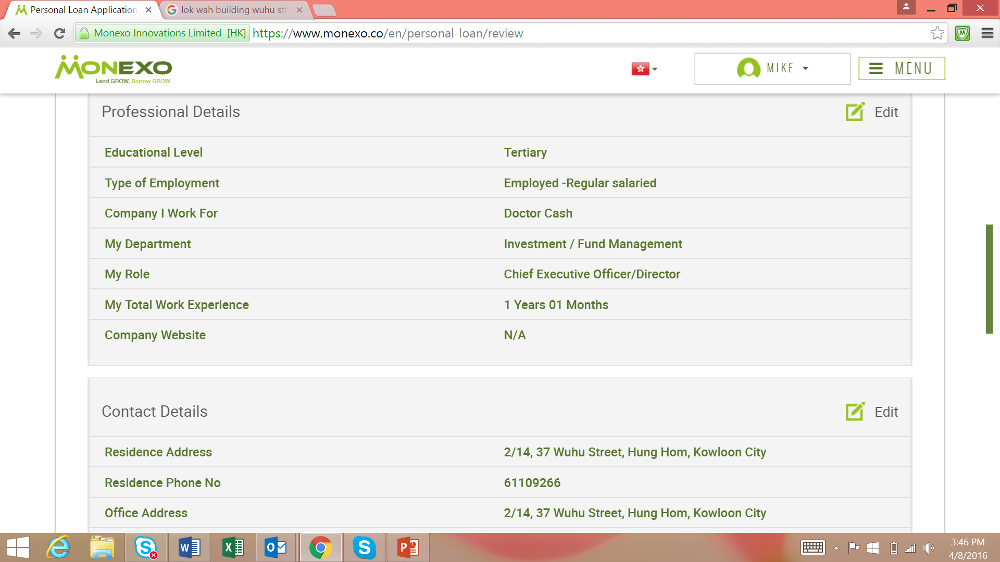 Personal Loan Application
lok wah building wuhu str
Monexo Innovations Limited [HK] https://www.monexo.co/en/personal-loan/review
MONEXO
Lend GROW. Borrow GROW
MIKE
MENU
Professional Details
Edit
Educational Level Tertiary
Type of Employment Employed -Regular salaried
Company I Work For Doctor Cash
My Department Investment / Fund Management
My Role Chief Executive Officer/Director
My Total Work Experience 1 Years 01 Months
Company Website N/A
Contact Details
Edit
Residence Address 2/14, 37 Wuhu Street, Hung Hom, Kowloon City
Residence Phone No 61109266
Office Address 2/14, 37 Wuhu Street, Hung Hom, Kowloon City
3:46 PM
4/8/2016